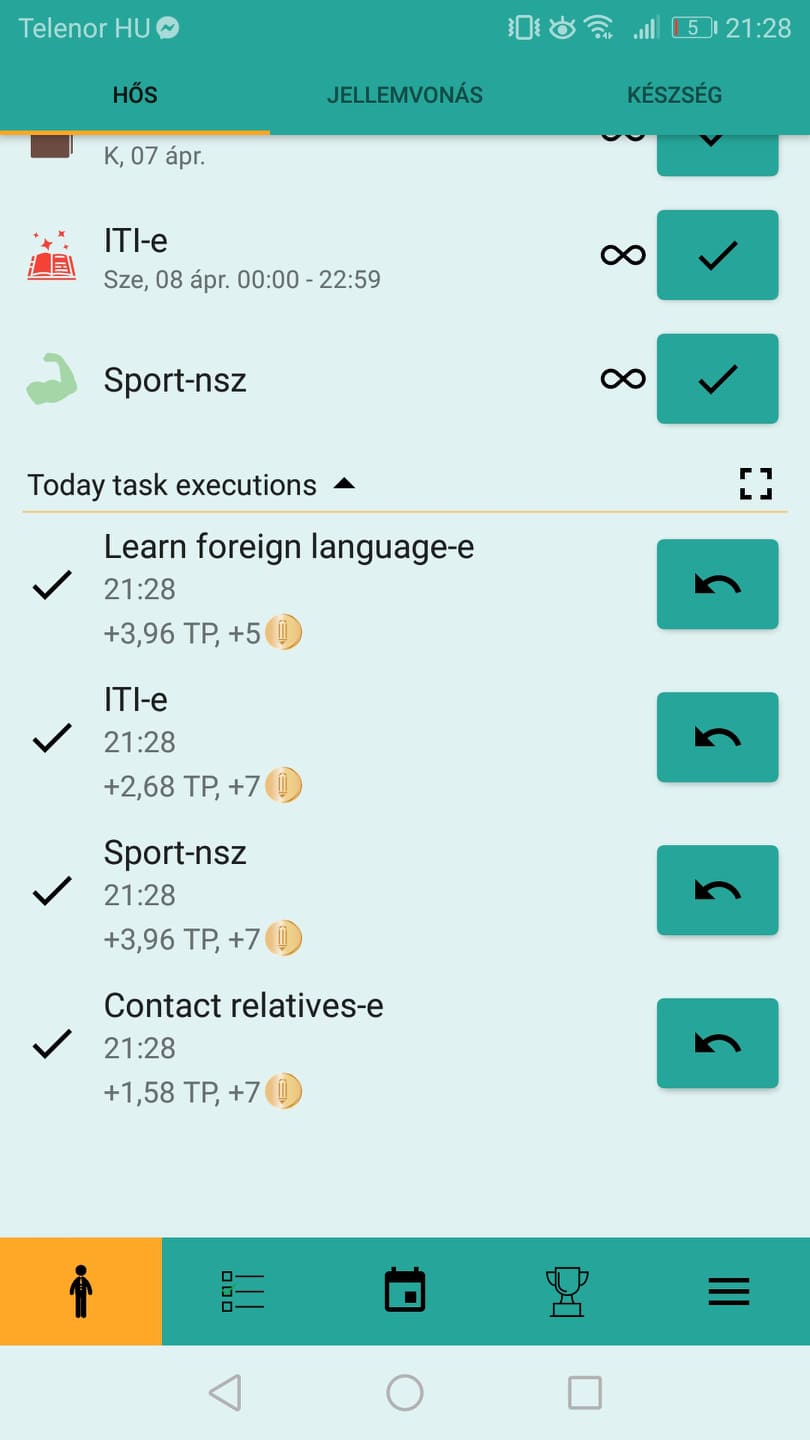 Telenor HU
5
21:28
HŐS
JELLEMVONÁS
KÉSZSÉG
K, 07 ápr.
ITI-e
Sze, 08 ápr. 00:00 - 22:59
Sport-nsz
Today task executions
Learn foreign language-e
21:28
+3,96 TP, +5
ITI-e
21:28
+2,68 TP, +7
Sport-nsz
21:28
+3,96 TP, +7
Contact relatives-e
21:28
+1,58 TP, +7